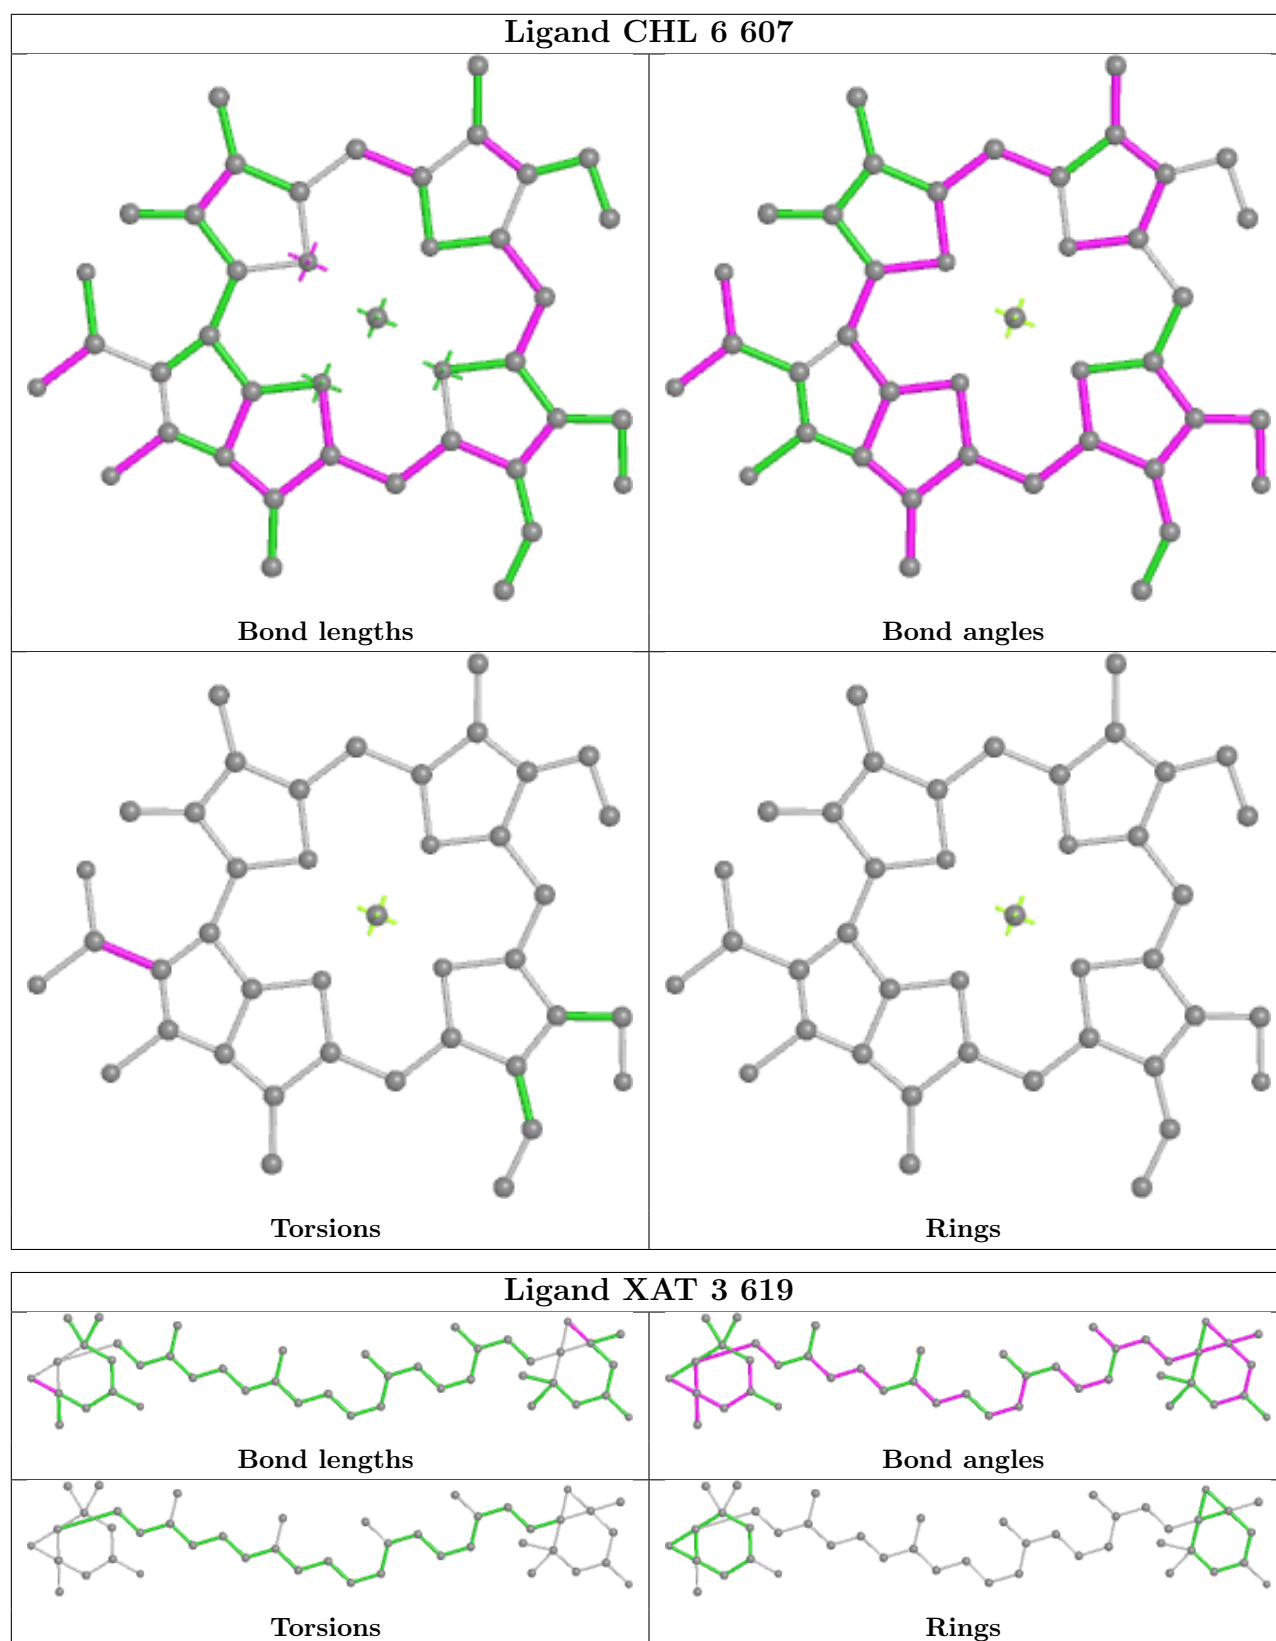 Ligand CHL 6 607
Bond lengths
Bond angles
Torsions
Rings
Ligand XAT 3 619
Bond lengths
Bond angles
Torsions
Rings